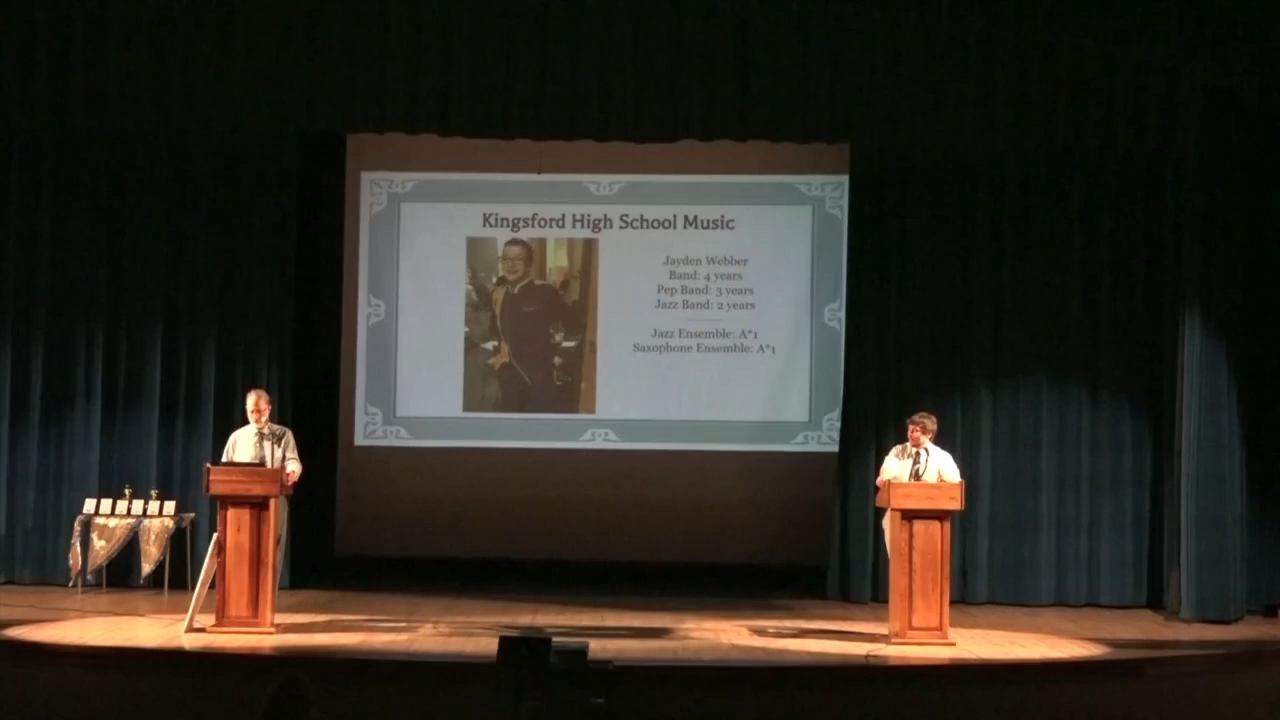 Kingsford High School Music
Jayden Webber
Band: 4 years
Pep Band: 3 years
Jazz Band: 2 years
Jazz Ensemble: A*1
Saxophone Ensemble: A*1